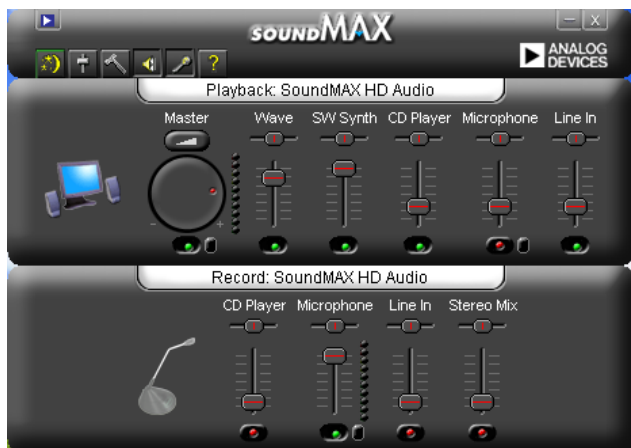 soundMAX
ANALOG
DEVICES
?
Playback: SoundMAX HD Audio
Master Wave SW Synth CD Player Microphone Line In
- +
Record: SoundMAX HD Audio
CD Player Microphone Line In Stereo Mix